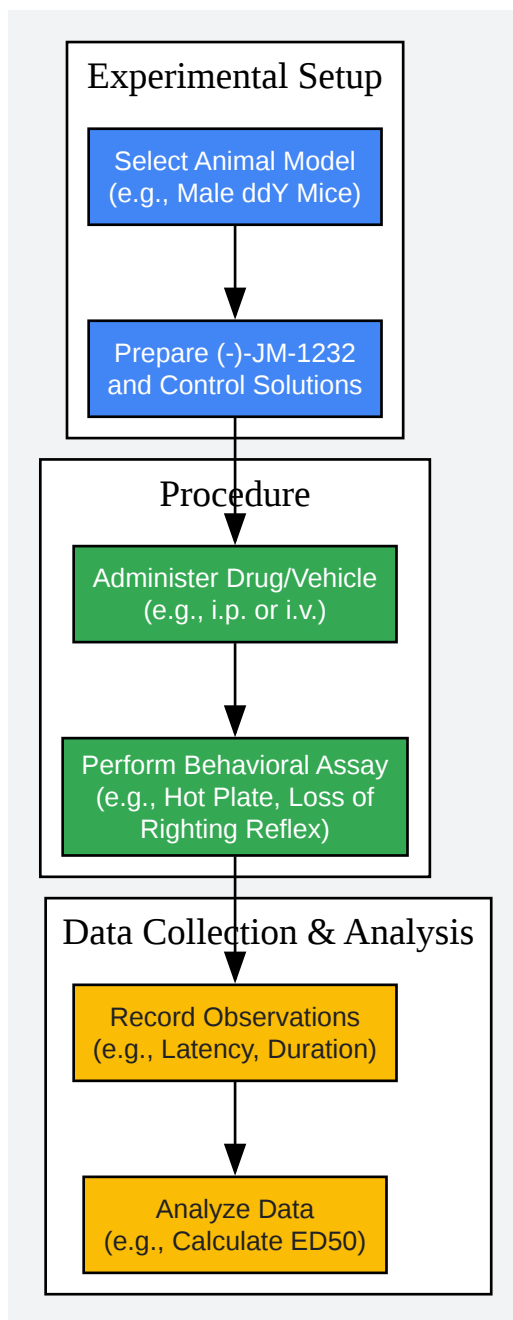 Experimental Setup
Select Animal Model
(e.g., Male ddY Mice)
Prepare (-)-JM-1232
and Control Solutions
Procedure
Administer Drug/Vehicle
(e.g., i.p. or i.v.)
Perform Behavioral Assay
(e.g., Hot Plate, Loss of
Righting Reflex)
Data Collection & Analysis
Record Observations
(e.g., Latency, Duration)
Analyze Data
(e.g., Calculate ED50)